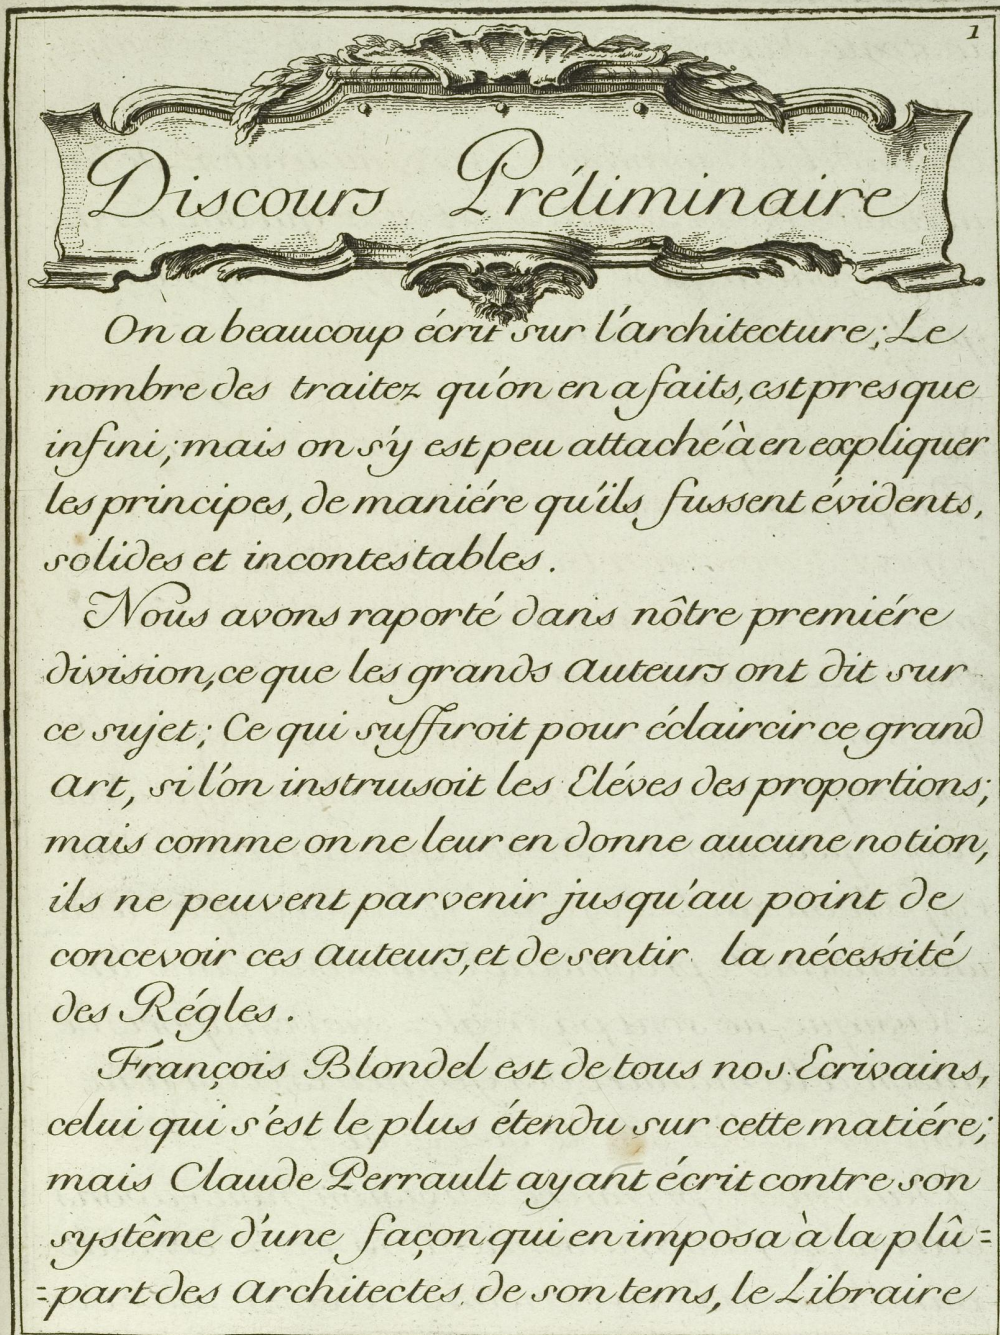 1
Discours Préliminaire
On a beaucoup écrit sur l'architecture; Le
nombre des traitez qu'on en a faits, est presque
infini; mais on s'y est peu attaché à en expliquer
les principes, de maniére qu'ils fussent évidents,
solides et incontestables.
Nous avons raporté dans nôtre premiére
division, ce que les grands Auteurs ont dit sur
ce sujet; Ce qui suffiroit pour éclaircir ce grand
Art, si l'on instruisoit les Eléves des proportions;
mais comme on ne leur en donne aucune notion,
ils ne peuvent parvenir jusqu'au point de
concevoir ces Auteurs, et de sentir la nécessité
des Régles.
François Blondel est de tous nos Ecrivains,
celui qui s'est le plus étendu sur cette matiére;
mais Claude Perrault ayant écrit contre son
systême d'une façon qui en imposa à la plû=
=part des Architectes de son tems, le Libraire